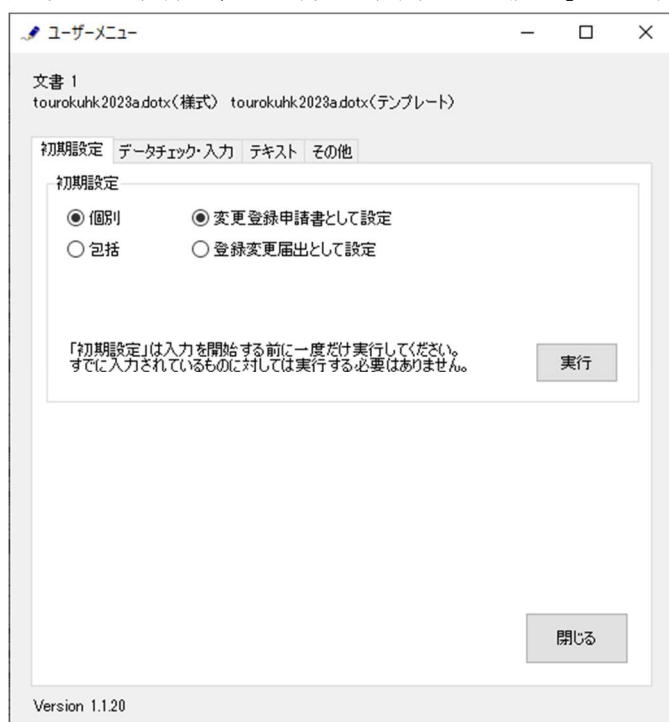 ユーザーメニュー
文書 1
tourokuhk2023a.dotx(様式) tourokuhk2023a.dotx(テンプレート)
初期設定 データチェック・入力 テキスト その他
初期設定
個別 変更登録申請書として設定
包括 登録変更届出として設定
「初期設定」は入力を開始する前に一度だけ実行してください。
すでに入力されているものに対しては実行する必要はありません。
実行
閉じる
Version 1.1.20